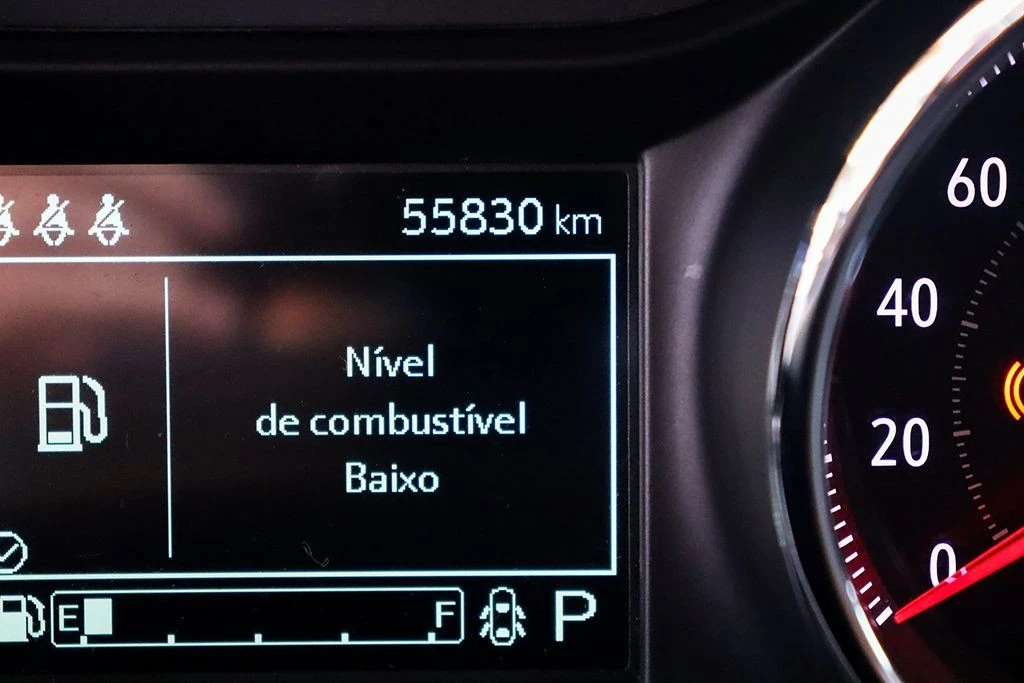 55830 km
Nível
de combustível
Baixo
E F P
60
40
20
0